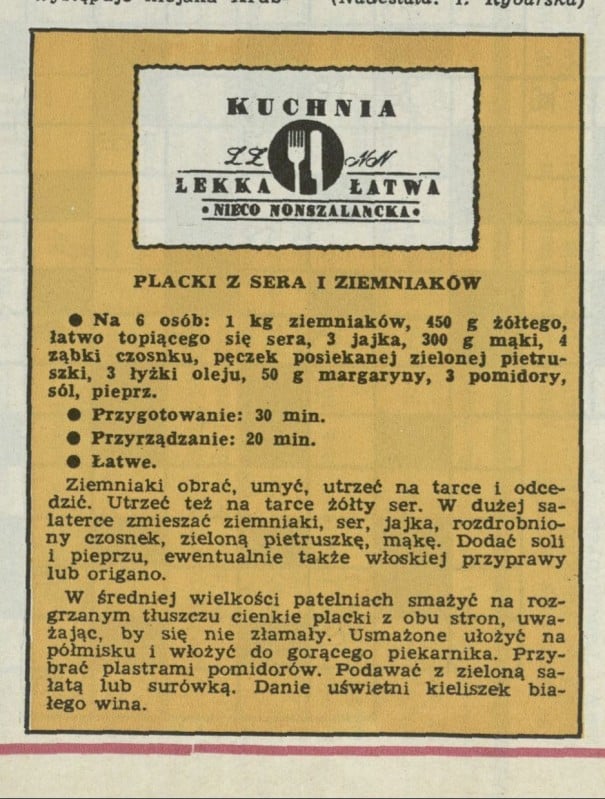 (Nadesłała: T. Rybarska)
KUCHNIA
ŁŁ NN
LEKKA ŁATWA
• NIECO NONSZALANCKA •
PLACKI Z SERA I ZIEMNIAKÓW
● Na 6 osób: 1 kg ziemniaków, 450 g żółtego,
łatwo topiącego się sera, 3 jajka, 300 g mąki, 4
ząbki czosnku, pęczek posiekanej zielonej pietru-
szki, 3 łyżki oleju, 50 g margaryny, 3 pomidory,
sól, pieprz.
● Przygotowanie: 30 min.
● Przyrządzanie: 20 min.
● Łatwe.
Ziemniaki obrać, umyć, utrzeć na tarce i odce-
dzić. Utrzeć też na tarce żółty ser. W dużej sa-
laterce zmieszać ziemniaki, ser, jajka, rozdrobnio-
ny czosnek, zieloną pietruszkę, mąkę. Dodać soli
i pieprzu, ewentualnie także włoskiej przyprawy
lub origano.
W średniej wielkości patelniach smażyć na roz-
grzanym tłuszczu cienkie placki z obu stron, uwa-
żając, by się nie złamały. Usmażone ułożyć na
półmisku i włożyć do gorącego piekarnika. Przy-
brać plastrami pomidorów. Podawać z zieloną sa-
łatą lub surówką. Danie uświetni kieliszek bia-
łego wina.